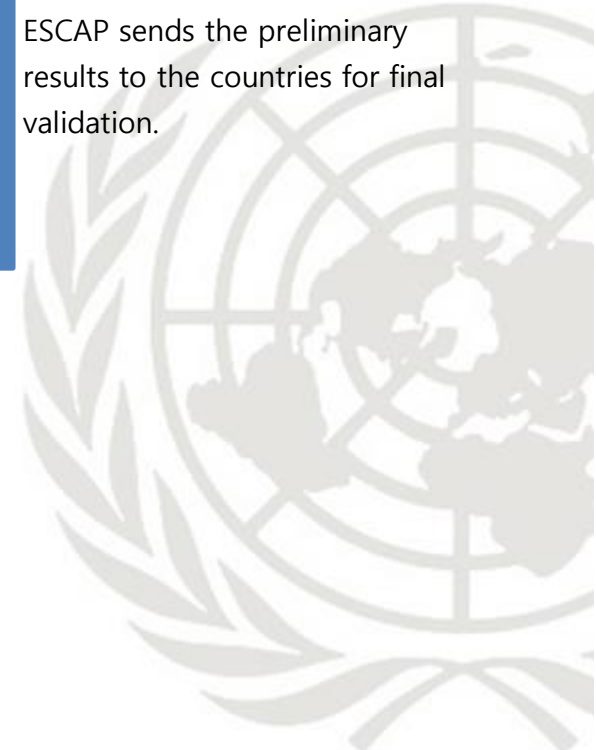 ESCAP sends the preliminary
results to the countries for final
validation.